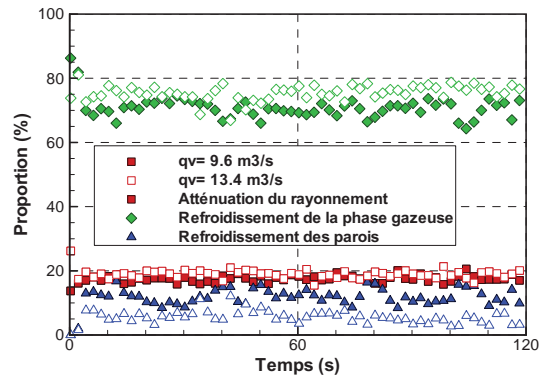 Proportion (%)
100
80
60
40
20
0
qv= 9.6 m3/s
qv= 13.4 m3/s
Atténuation du rayonnement
Refroidissement de la phase gazeuse
Refroidissement des parois
0
60
120
Temps (s)